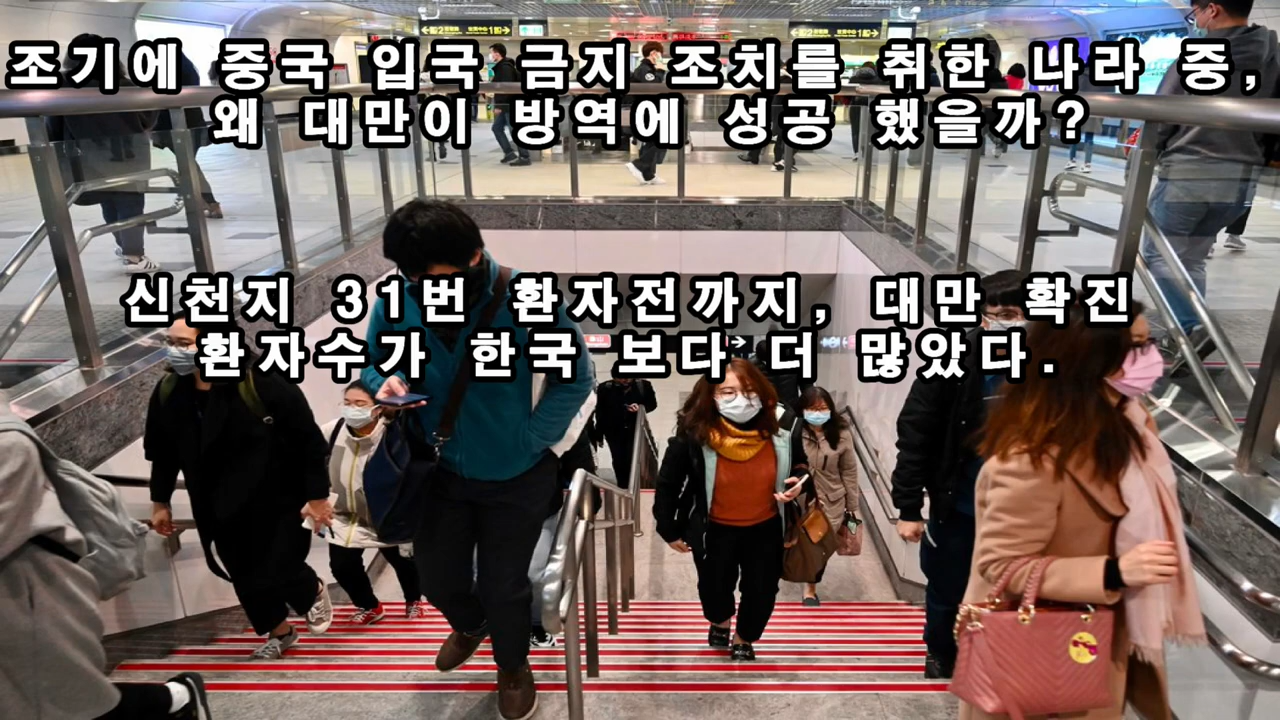 조기에 중국 입국 금지 조치를 취한 나라 중,
왜 대만이 방역에 성공 했을까?
신천지 31번 환자전까지, 대만 확진
환자수가 한국 보다 더 많았다.